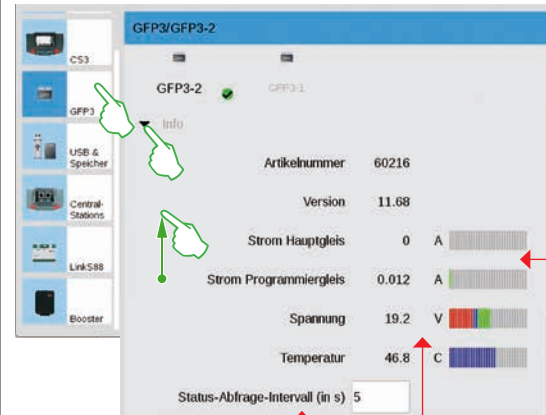 GFP3/GFP3-2
CS3
GFP3
USB &
Speicher
Central-
Stations
LinkS88
Booster
GFP3-2
GFP3-1
Info
Artikelnummer 60216
Version 11.68
Strom Hauptgleis 0 A
Strom Programmiergleis 0.012 A
Spannung 19.2 V
Temperatur 46.8 C
Status-Abfrage-Intervall (in s) 5